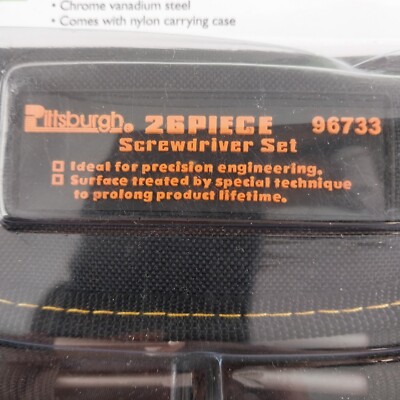 • Chrome vanadium steel
• Comes with nylon carrying case
Pittsburgh® 26PIECE 96733
Screwdriver Set
☐ Ideal for precision engineering.
☐ Surface treated by special technique
to prolong product lifetime.